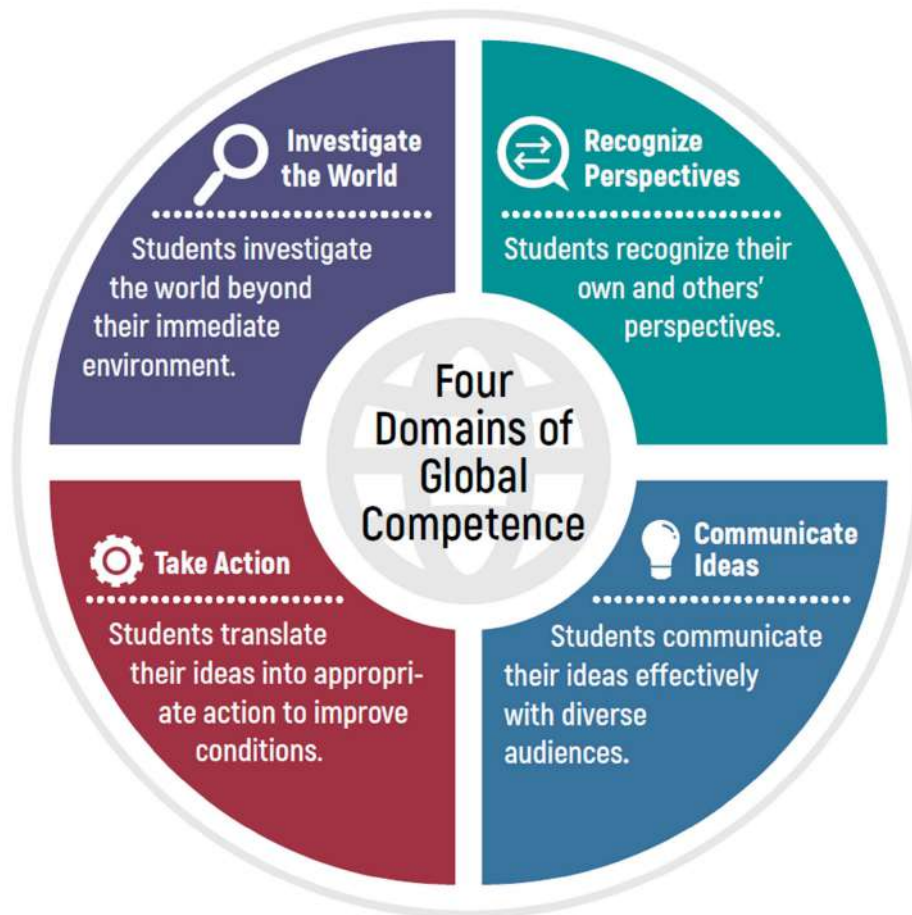 Investigate
the World
Students investigate
the world beyond
their immediate
environment.
Recognize
Perspectives
Students recognize their
own and others’
perspectives.
Four
Domains of
Global
Competence
Take Action
Students translate
their ideas into appropri-
ate action to improve
conditions.
Communicate
Ideas
Students communicate
their ideas effectively
with diverse
audiences.